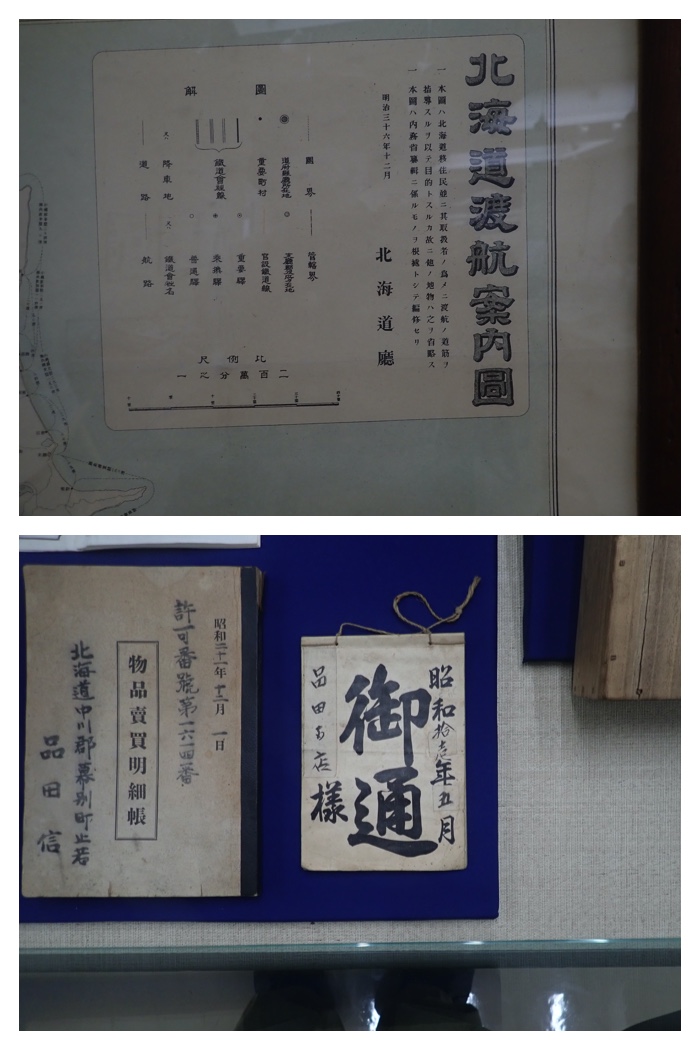 北海道渡航案内圖
一 本圖ハ北海道移住民並ニ其取扱者ノ爲メニ渡航ノ道筋ヲ
指導スルヲ以テ目的トスルカ故ニ他ノ地物ハ之ヲ省略ス
一 本圖ハ内務省纂輯ニ係ルモノヲ根據トシテ編修セリ
明治三十六年十二月
北海道廳
圖解
國界
管轄界
道府縣廳所在地
重要町村
官設鐵道線
鐵道會社線
重要驛
乘換驛
普通驛
降車地
鐵道會社名
道路
航路
比例尺
二百萬分之一
昭和二十一年十二月一日
許可番號第一六一四番
物品賣買明細帳
北海道中川郡幕別町止若
品田信
昭和拾壱年五月
御通
品田商店
様